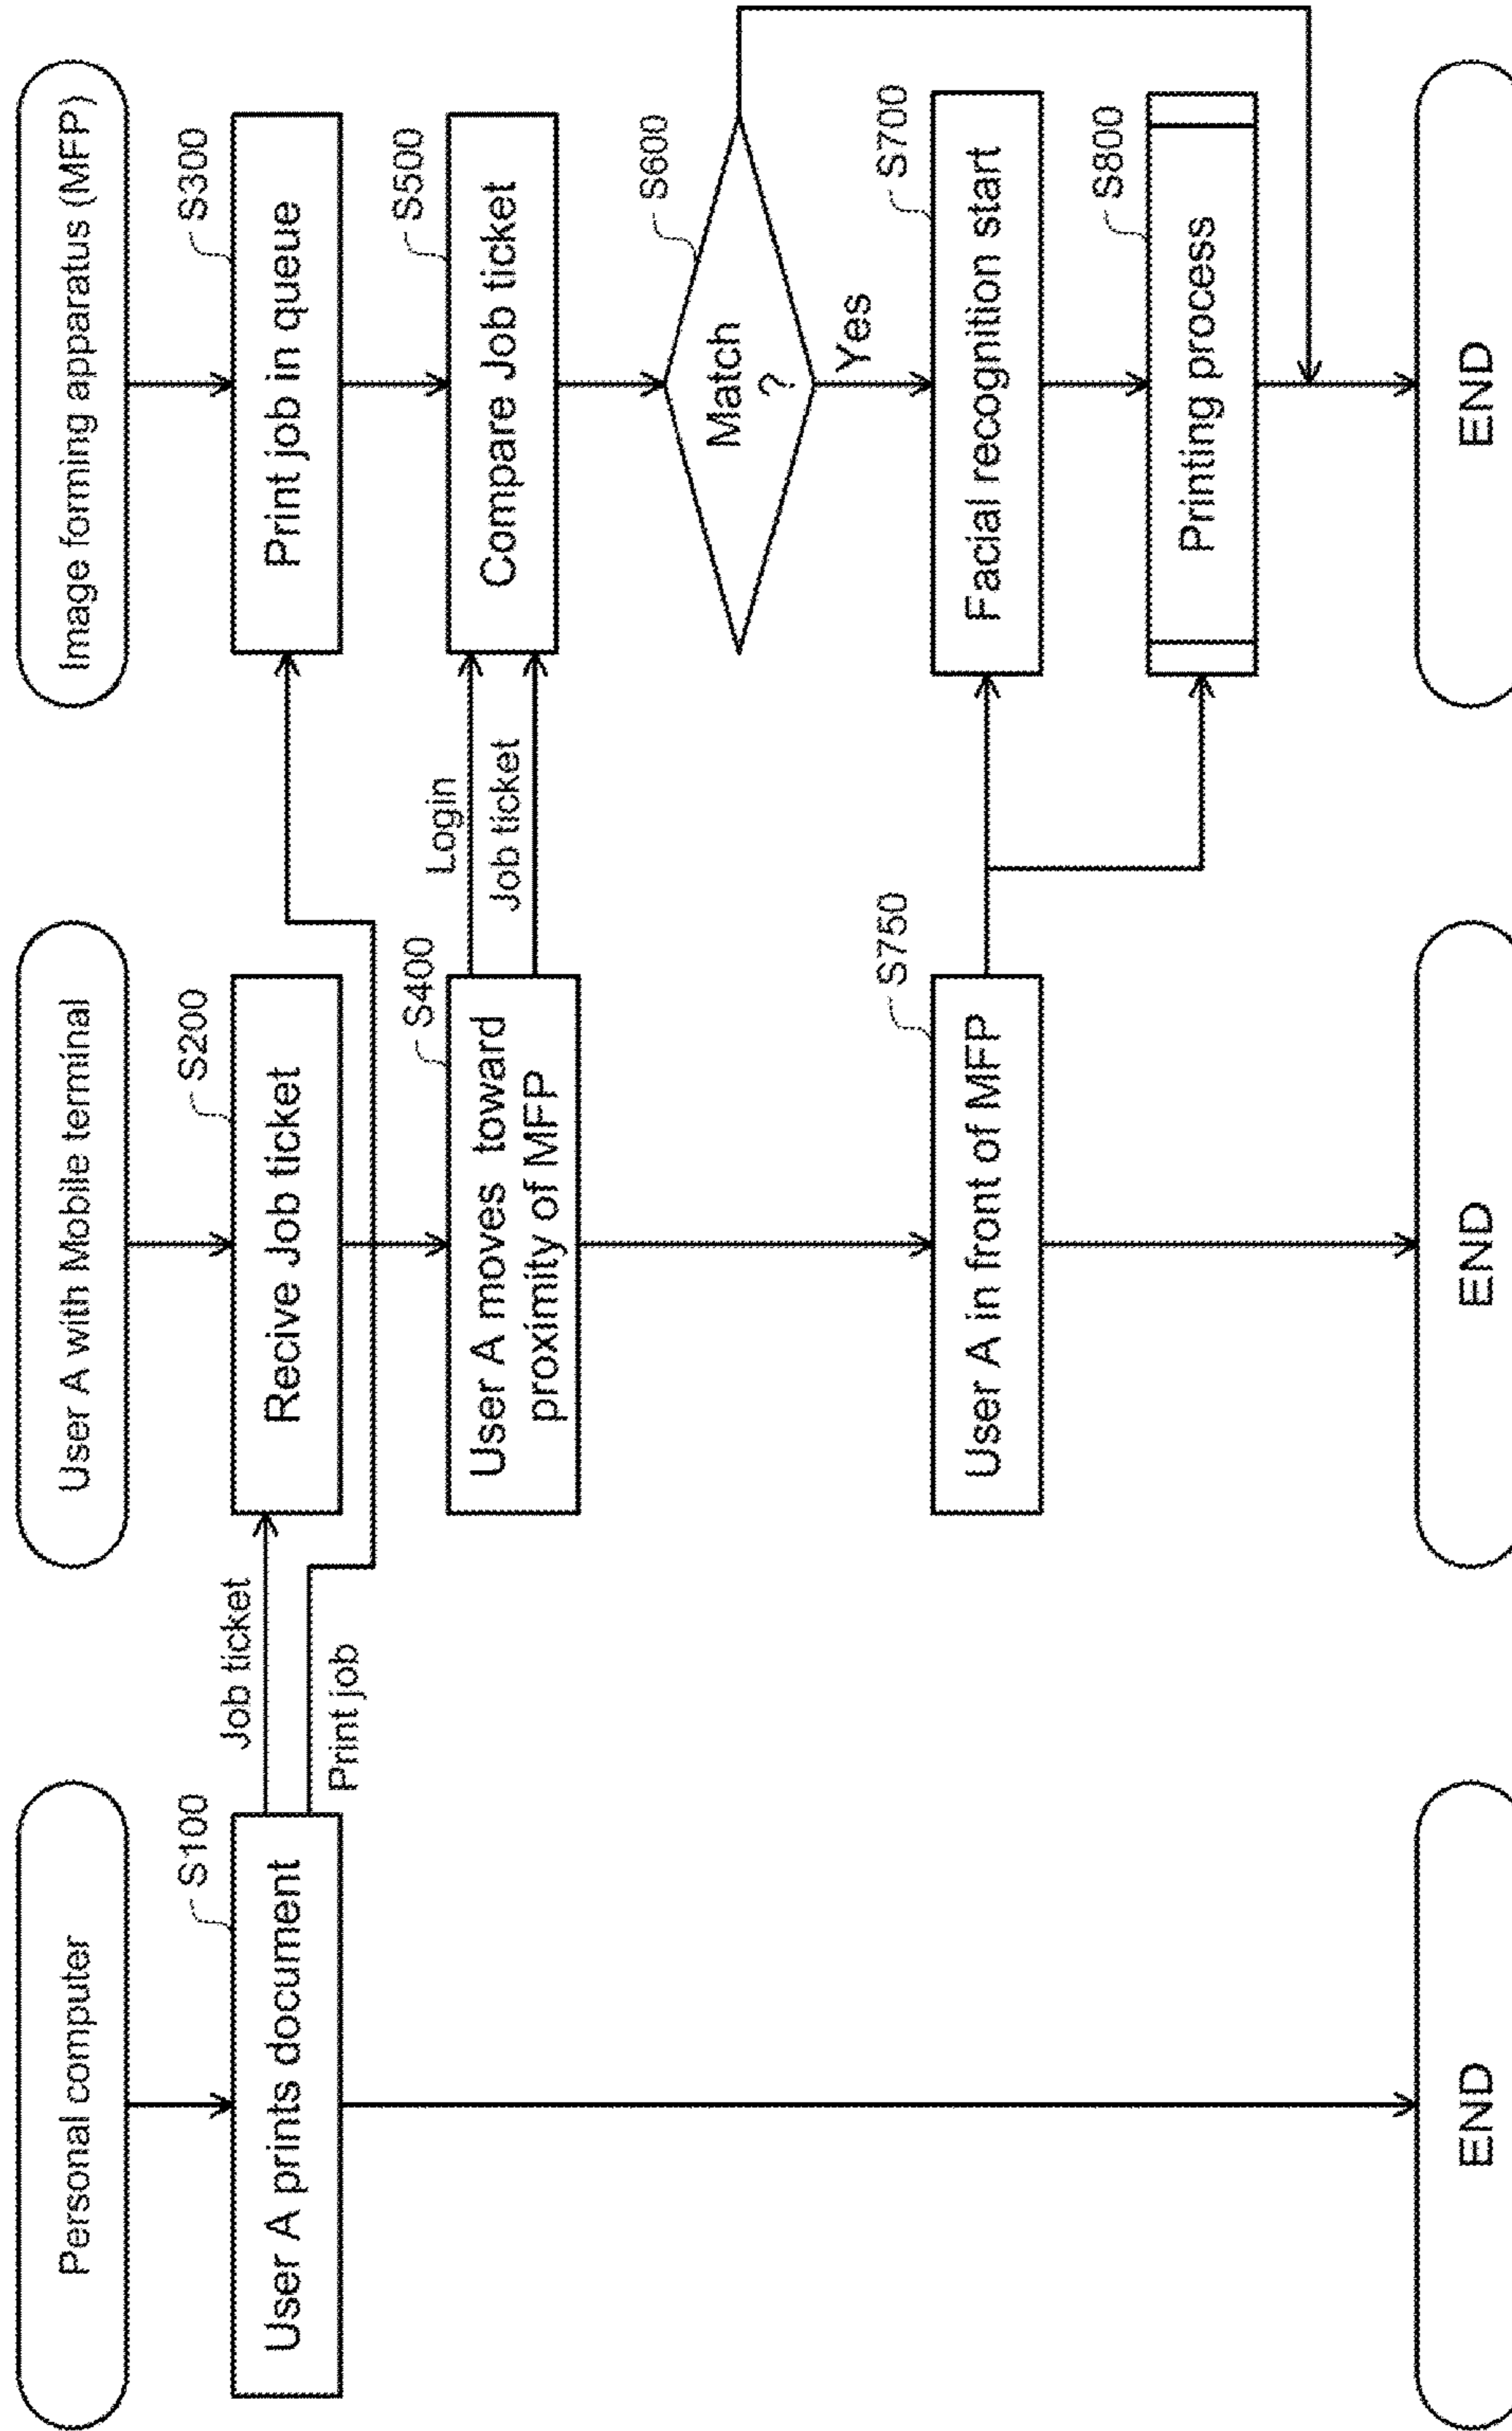 Personal computer
S100
User A prints document
Job ticket
Print job
END
User A with Mobile terminal
S200
Recive Job ticket
S400
User A moves toward
proximity of MFP
Login
Job ticket
S750
User A in front of MFP
END
Image forming apparatus (MFP)
S300
Print job in queue
S500
Compare Job ticket
S600
Match
?
Yes
S700
Facial recognition start
S800
Printing process
END